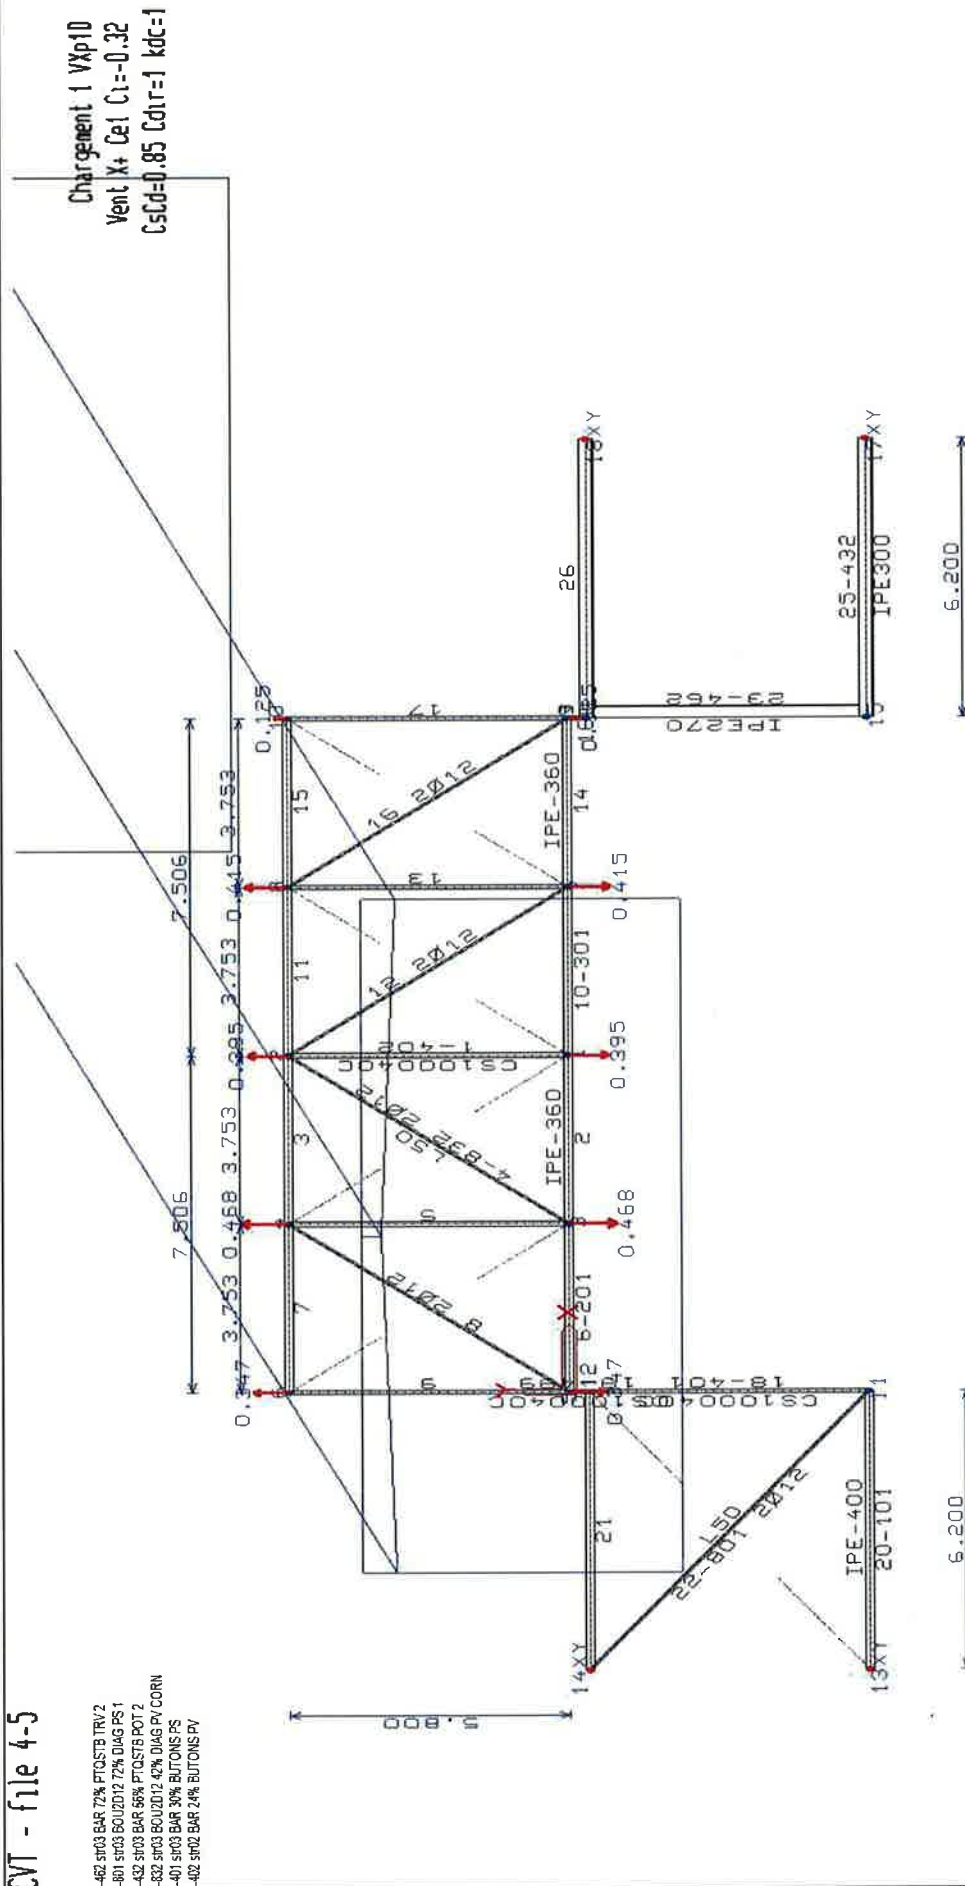 CVT - file 4-5
-462 str03 BAR 72% PTQSTB TRV 2
-801 str03 BOU2D12 72% DIAG PS 1
-432 str03 BAR 56% PTQSTB POT 2
-832 str03 BOU2D12 42% DIAG PV CORN
-401 str03 BAR 30% BUTONS PS
-402 str02 BAR 24% BUTONS PV
Chargement 1 VXp1D
Vent X+ Ce1 Ci=-0.32
CsCd=0.85 Cdir=1 kdc=1
7.506
7.506
0.347
3.753
0.468
3.753
0.395
3.753
0.415
3.753
0.125
7
3
11
15
5.800
9
8 2Ø12
5
L50
4-832 2Ø12
CS100040C
1-402
12 2Ø12
13
16 2Ø12
17
6-201
2
IPE-360
10-301
14
IPE-360
0.468
0.395
0.415
X
Y
12
14XY
21
L50
22-801 2Ø12
18-401
11
IPE-400
20-101
13XY
6.200
26
18XY
IPE270
23-462
10
25-432
IPE300
17XY
6.200